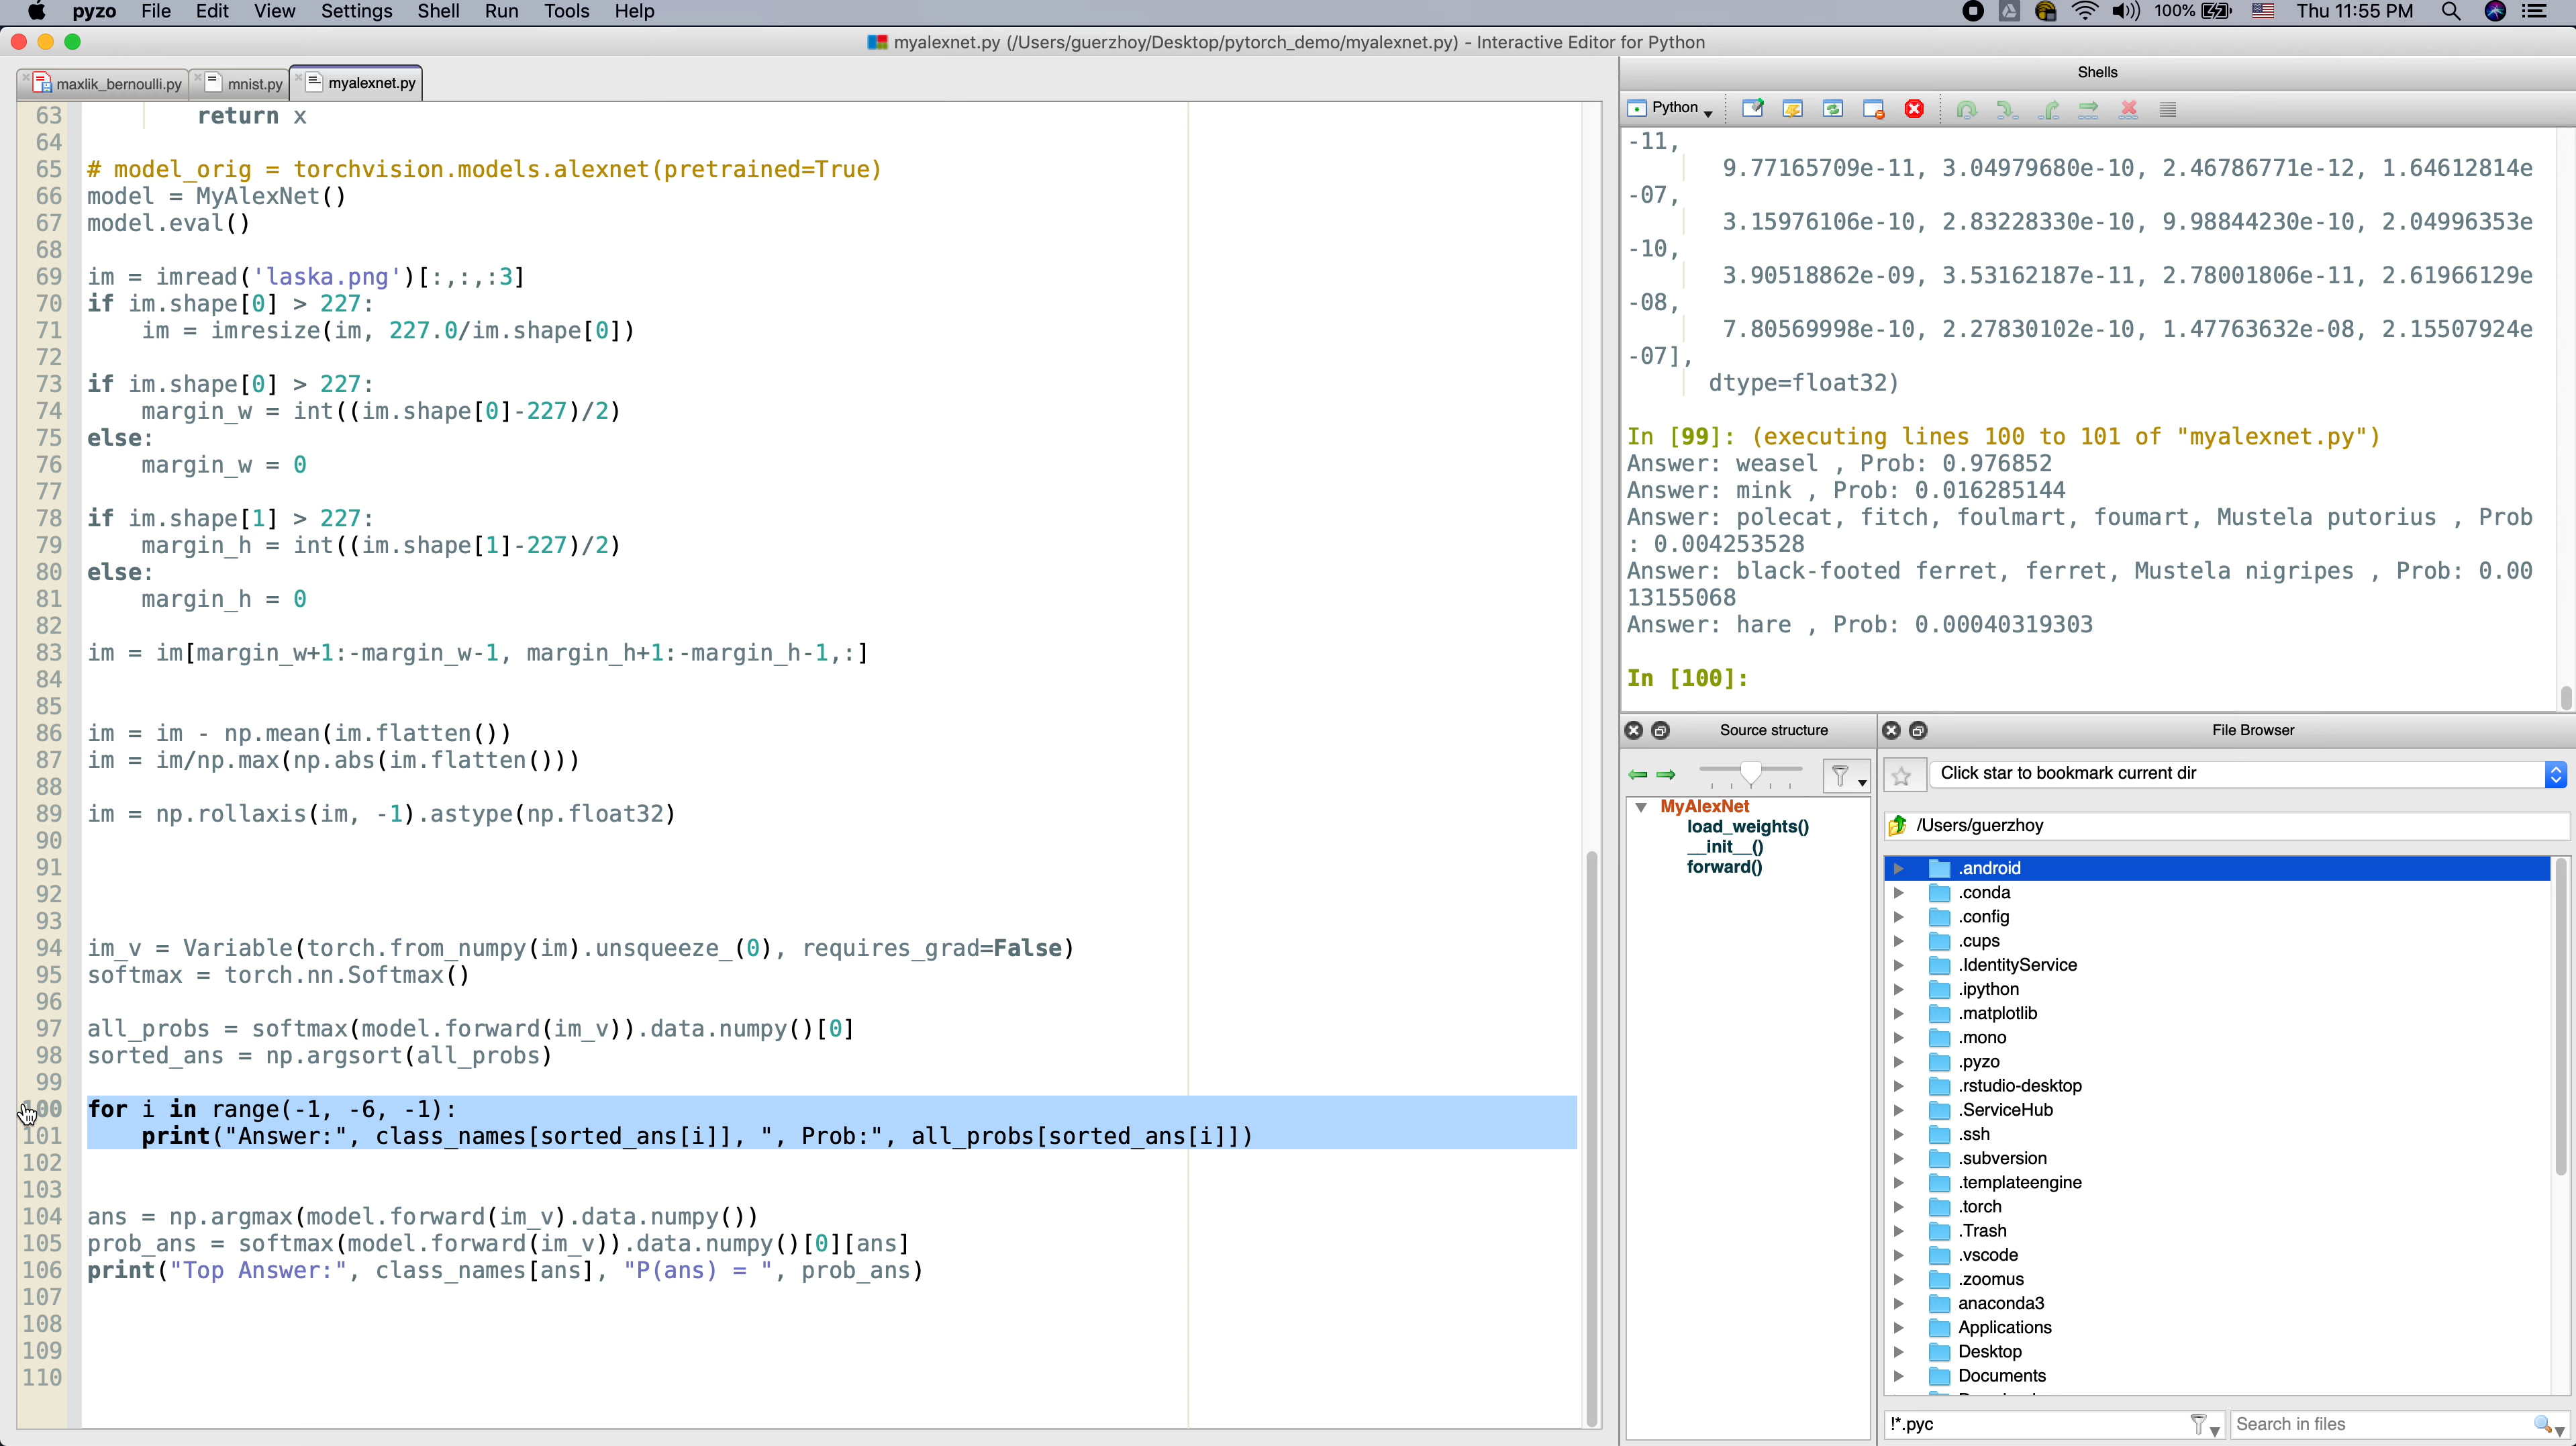 pyzo File Edit View Settings Shell Run Tools Help
100% Thu 11:55 PM
myalexnet.py (/Users/guerzhoy/Desktop/pytorch_demo/myalexnet.py) - Interactive Editor for Python
maxlik_bernoulli.py mnist.py myalexnet.py
63 return x
64
65 # model_orig = torchvision.models.alexnet(pretrained=True)
66 model = MyAlexNet()
67 model.eval()
68
69 im = imread('laska.png')[:,:,:3]
70 if im.shape[0] > 227:
71 im = imresize(im, 227.0/im.shape[0])
72
73 if im.shape[0] > 227:
74 margin_w = int((im.shape[0]-227)/2)
75 else:
76 margin_w = 0
77
78 if im.shape[1] > 227:
79 margin_h = int((im.shape[1]-227)/2)
80 else:
81 margin_h = 0
82
83 im = im[margin_w+1:-margin_w-1, margin_h+1:-margin_h-1,:]
84
85
86 im = im - np.mean(im.flatten())
87 im = im/np.max(np.abs(im.flatten()))
88
89 im = np.rollaxis(im, -1).astype(np.float32)
90
91
92
93
94 im_v = Variable(torch.from_numpy(im).unsqueeze_(0), requires_grad=False)
95 softmax = torch.nn.Softmax()
96
97 all_probs = softmax(model.forward(im_v)).data.numpy()[0]
98 sorted_ans = np.argsort(all_probs)
99
100 for i in range(-1, -6, -1):
101 print("Answer:", class_names[sorted_ans[i]], ", Prob:", all_probs[sorted_ans[i]])
102
103
104 ans = np.argmax(model.forward(im_v).data.numpy())
105 prob_ans = softmax(model.forward(im_v)).data.numpy()[0][ans]
106 print("Top Answer:", class_names[ans], "P(ans) = ", prob_ans)
107
108
109
110
Shells
Python
-11,
9.77165709e-11, 3.04979680e-10, 2.46786771e-12, 1.64612814e
-07,
3.15976106e-10, 2.83228330e-10, 9.98844230e-10, 2.04996353e
-10,
3.90518862e-09, 3.53162187e-11, 2.78001806e-11, 2.61966129e
-08,
7.80569998e-10, 2.27830102e-10, 1.47763632e-08, 2.15507924e
-07],
dtype=float32)
In [99]: (executing lines 100 to 101 of "myalexnet.py")
Answer: weasel , Prob: 0.976852
Answer: mink , Prob: 0.016285144
Answer: polecat, fitch, foulmart, foumart, Mustela putorius , Prob
: 0.004253528
Answer: black-footed ferret, ferret, Mustela nigripes , Prob: 0.00
13155068
Answer: hare , Prob: 0.00040319303
In [100]:
Source structure
MyAlexNet
load_weights()
__init__()
forward()
File Browser
Click star to bookmark current dir
/Users/guerzhoy
.android
.conda
.config
.cups
.IdentityService
.ipython
.matplotlib
.mono
.pyzo
.rstudio-desktop
.ServiceHub
.ssh
.subversion
.templateengine
.torch
.Trash
.vscode
.zoomus
anaconda3
Applications
Desktop
Documents
!*.pyc
Search in files